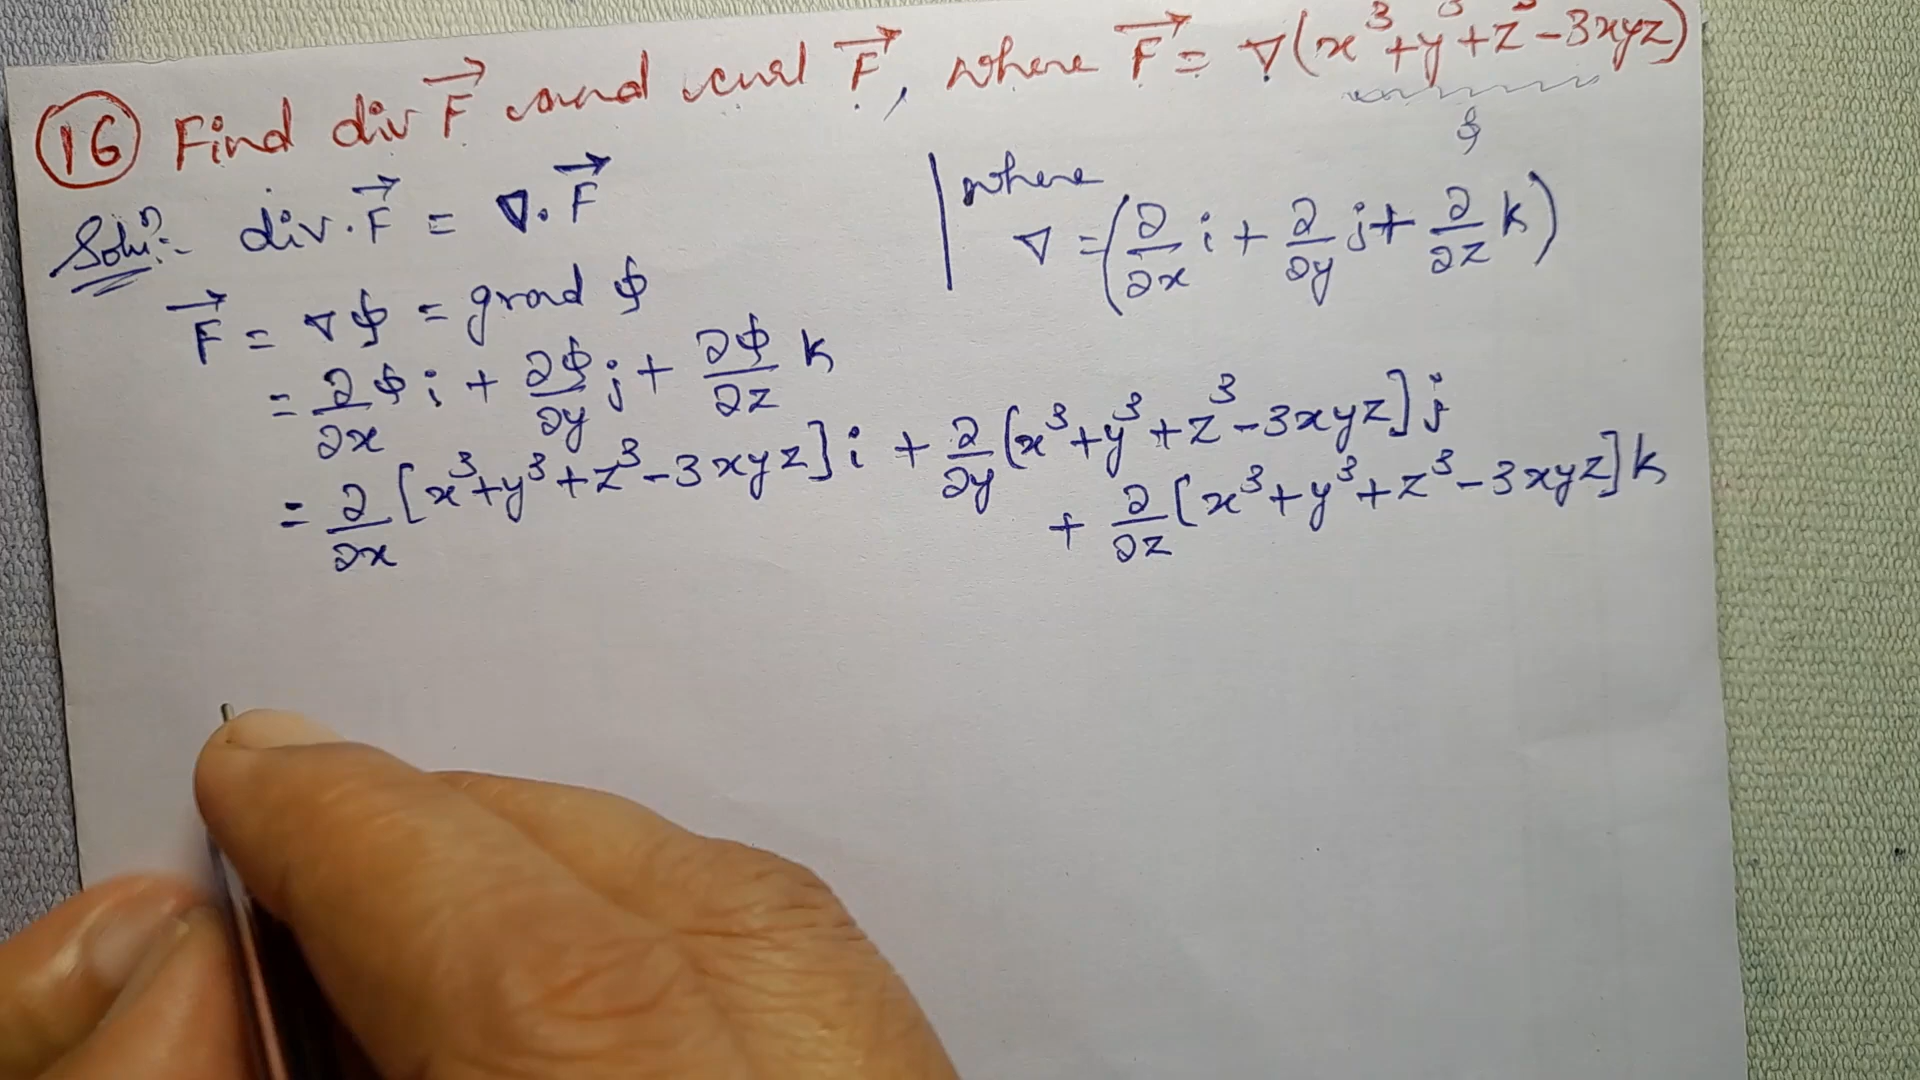 16 Find div F⃗ and curl F⃗, where F⃗ = ∇(x³+y³+z³-3xyz)
ϕ
Soln:- div.F⃗ = ∇.F⃗
where
∇ = (∂/∂x i + ∂/∂y j + ∂/∂z k)
F⃗ = ∇ϕ = grad ϕ
= ∂/∂x ϕ i + ∂ϕ/∂y j + ∂ϕ/∂z k
= ∂/∂x [x³+y³+z³-3xyz] i + ∂/∂y [x³+y³+z³-3xyz] j
+ ∂/∂z [x³+y³+z³-3xyz] k